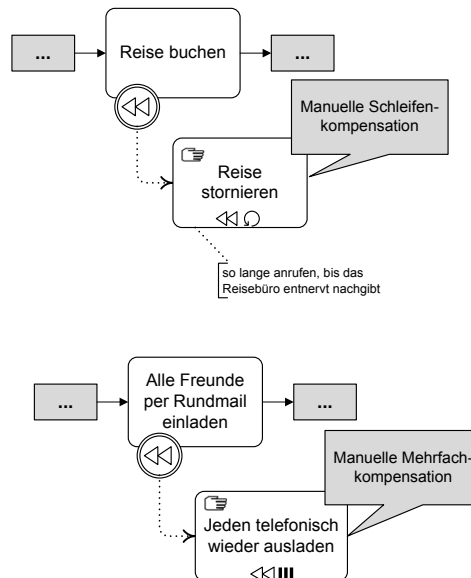 ...
Reise buchen
...
Manuelle Schleifen-
kompensation
Reise
stornieren
so lange anrufen, bis das
Reisebüro entnervt nachgibt
...
Alle Freunde
per Rundmail
einladen
...
Manuelle Mehrfach-
kompensation
Jeden telefonisch
wieder ausladen